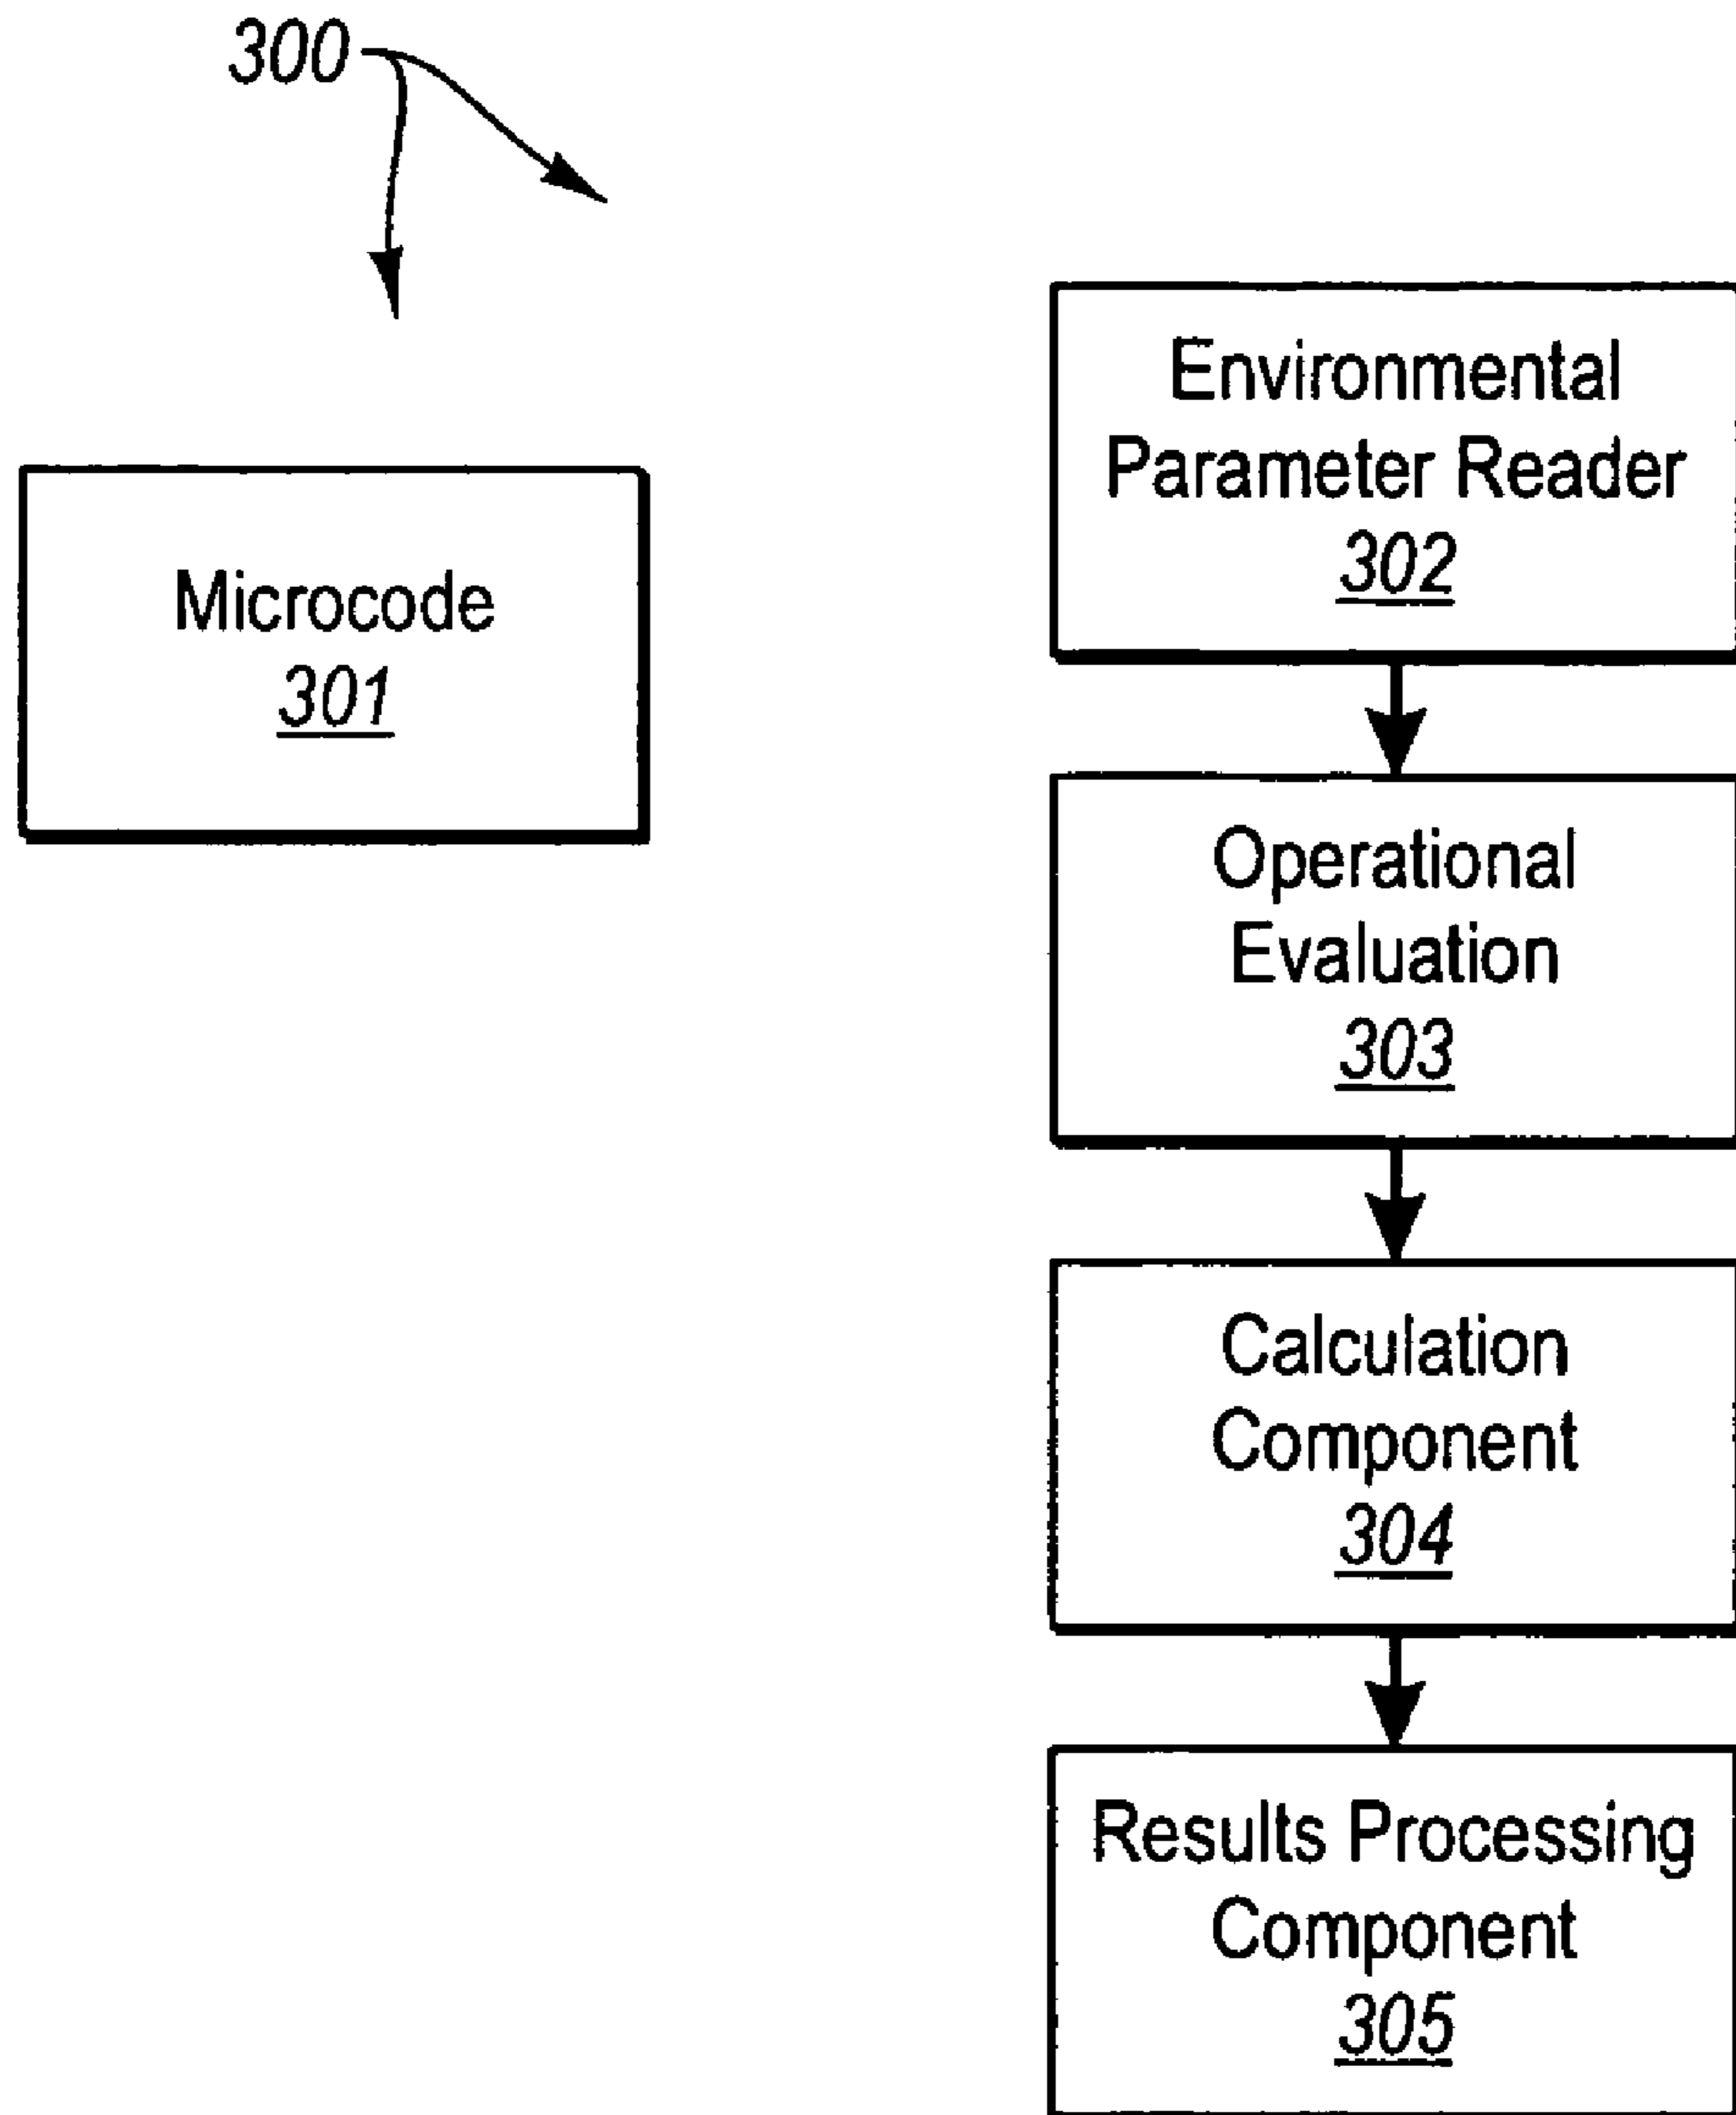 300
Microcode
301
Environmental
Parameter Reader
302
Operational
Evaluation
303
Calculation
Component
304
Results Processing
Component
305